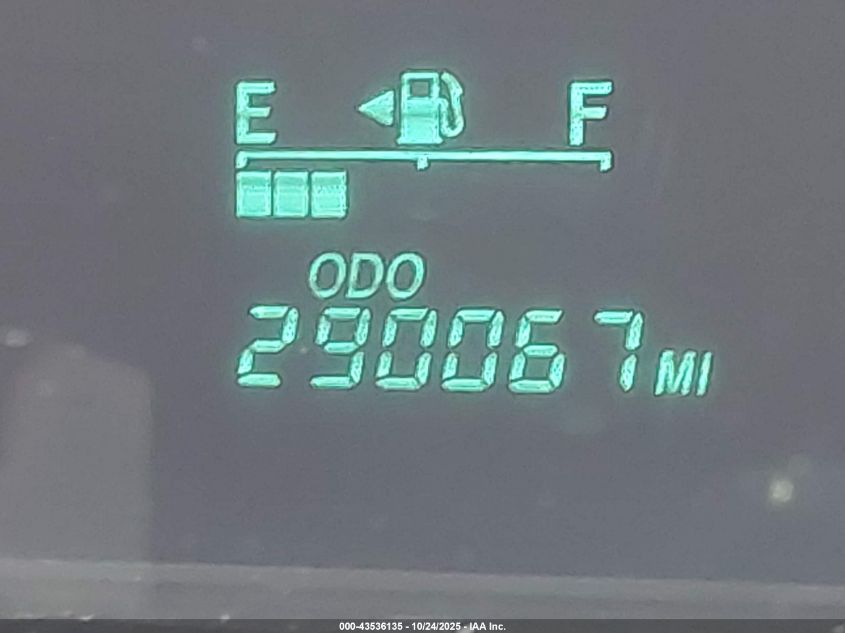 E F
ODO
290067 MI
000-43536135 - 10/24/2025 - IAA Inc.